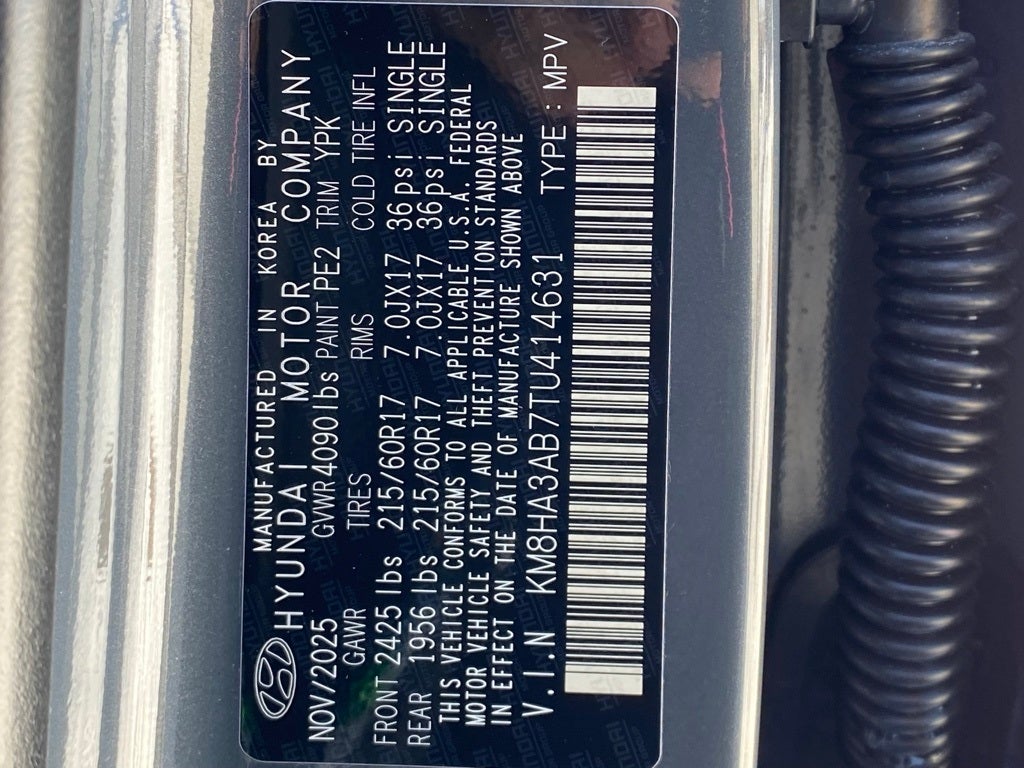 MANUFACTURED IN KOREA BY
HYUNDAI MOTOR COMPANY
NOV/2025 GVWR 4090lbs PAINT PE2 TRIM YPK
GAWR TIRES RIMS COLD TIRE INFL
FRONT 2425 lbs 215/60R17 7.0JX17 36psi SINGLE
REAR 1956 lbs 215/60R17 7.0JX17 36psi SINGLE
THIS VEHICLE CONFORMS TO ALL APPLICABLE U.S.A. FEDERAL
MOTOR VEHICLE SAFETY AND THEFT PREVENTION STANDARDS
IN EFFECT ON THE DATE OF MANUFACTURE SHOWN ABOVE
V.I.N KM8HA3AB7TU414631 TYPE : MPV